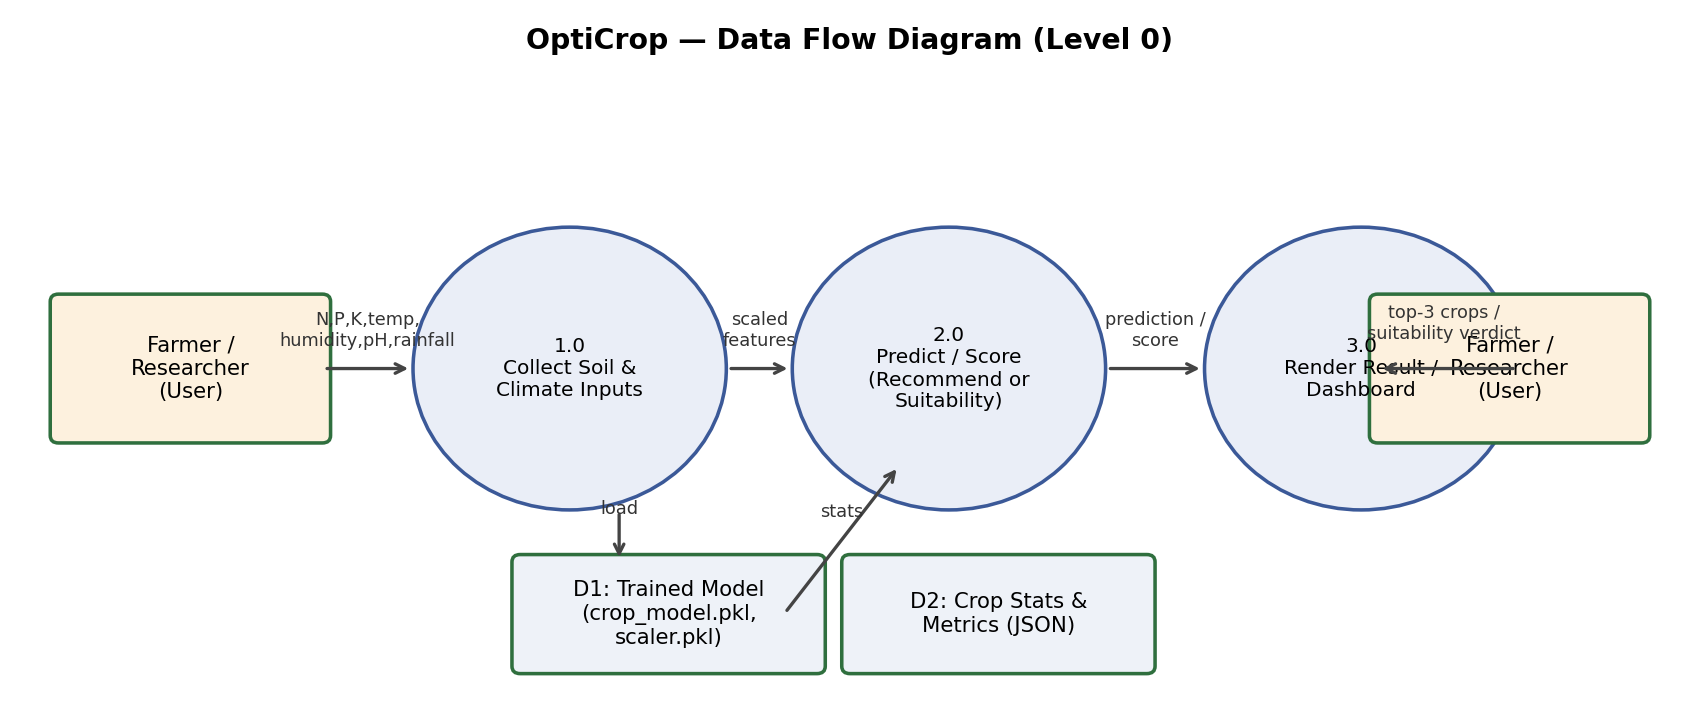 OptiCrop — Data Flow Diagram (Level 0)
Farmer /
Researcher
(User)
N,P,K,temp,
humidity,pH,rainfall
1.0
Collect Soil &
Climate Inputs
scaled
features
2.0
Predict / Score
(Recommend or
Suitability)
prediction /
score
3.0
Render Result /
Dashboard
top-3 crops /
suitability verdict
Farmer /
Researcher
(User)
load
stats
D1: Trained Model
(crop_model.pkl,
scaler.pkl)
D2: Crop Stats &
Metrics (JSON)